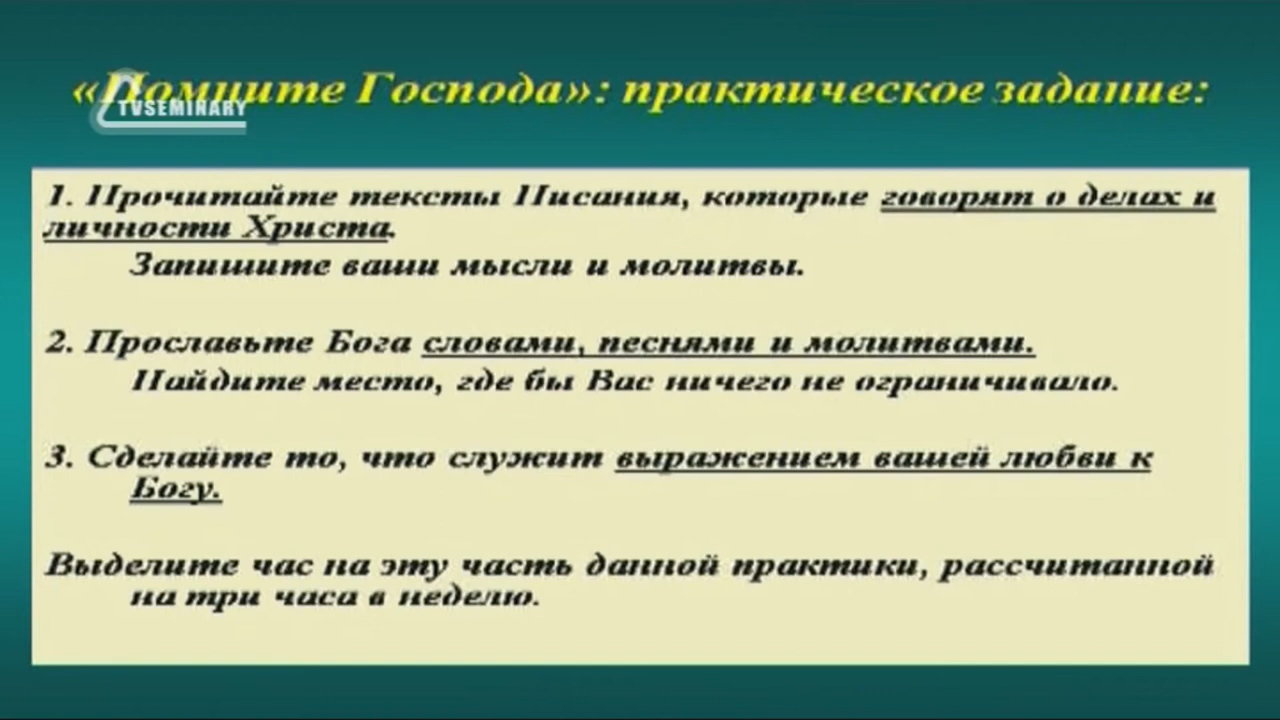 «Помните Господа»: практическое задание:
TVSEMINARY
1. Прочитайте тексты Писания, которые говорят о делах и
личности Христа.
Запишите ваши мысли и молитвы.
2. Прославьте Бога словами, песнями и молитвами.
Найдите место, где бы Вас ничего не ограничивало.
3. Сделайте то, что служит выражением вашей любви к
Богу.
Выделите час на эту часть данной практики, рассчитанной
на три часа в неделю.